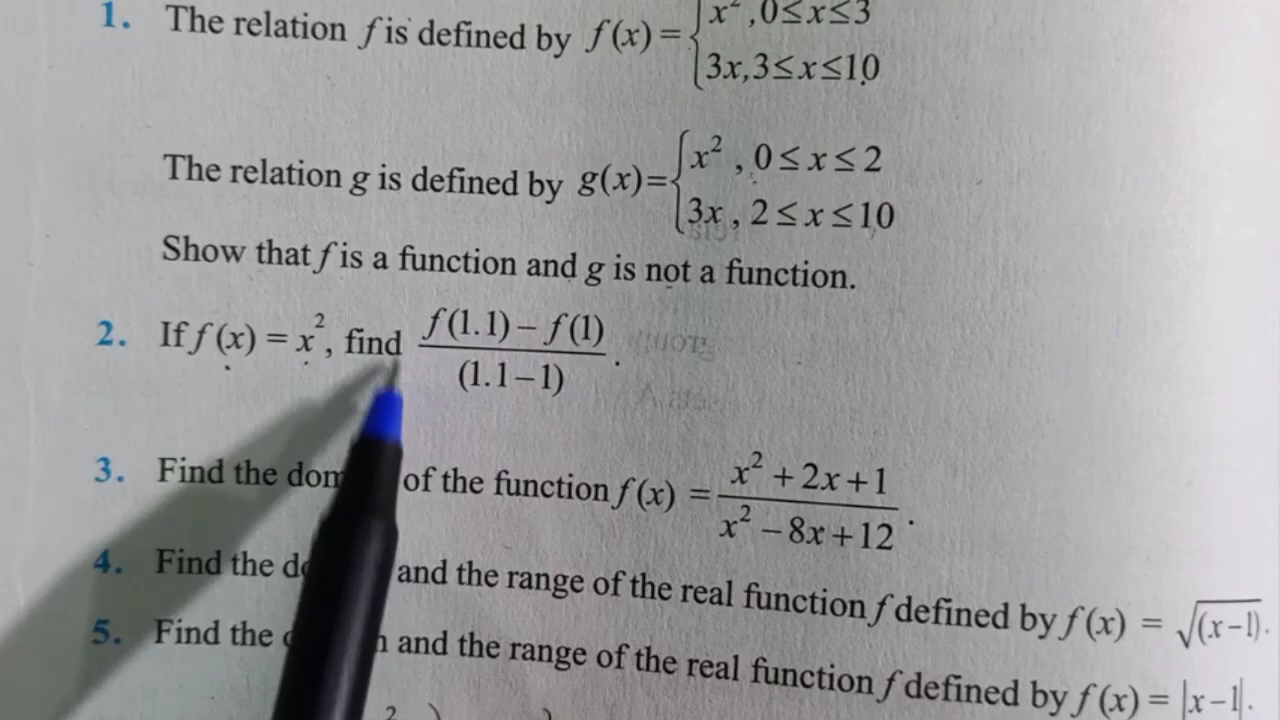 1. The relation f is defined by f(x) = { x², 0≤x≤3
3x, 3≤x≤10
The relation g is defined by g(x) = { x², 0≤x≤2
3x, 2≤x≤10
Show that f is a function and g is not a function.
2. If f(x) = x², find (f(1.1) – f(1))/(1.1–1).
3. Find the of the function f(x) = (x² + 2x + 1)/(x² – 8x + 12).
4. Find the and the range of the real function f defined by f(x) = √(x–1).
5. Find the and the range of the real function f defined by f(x) = |x–1|.